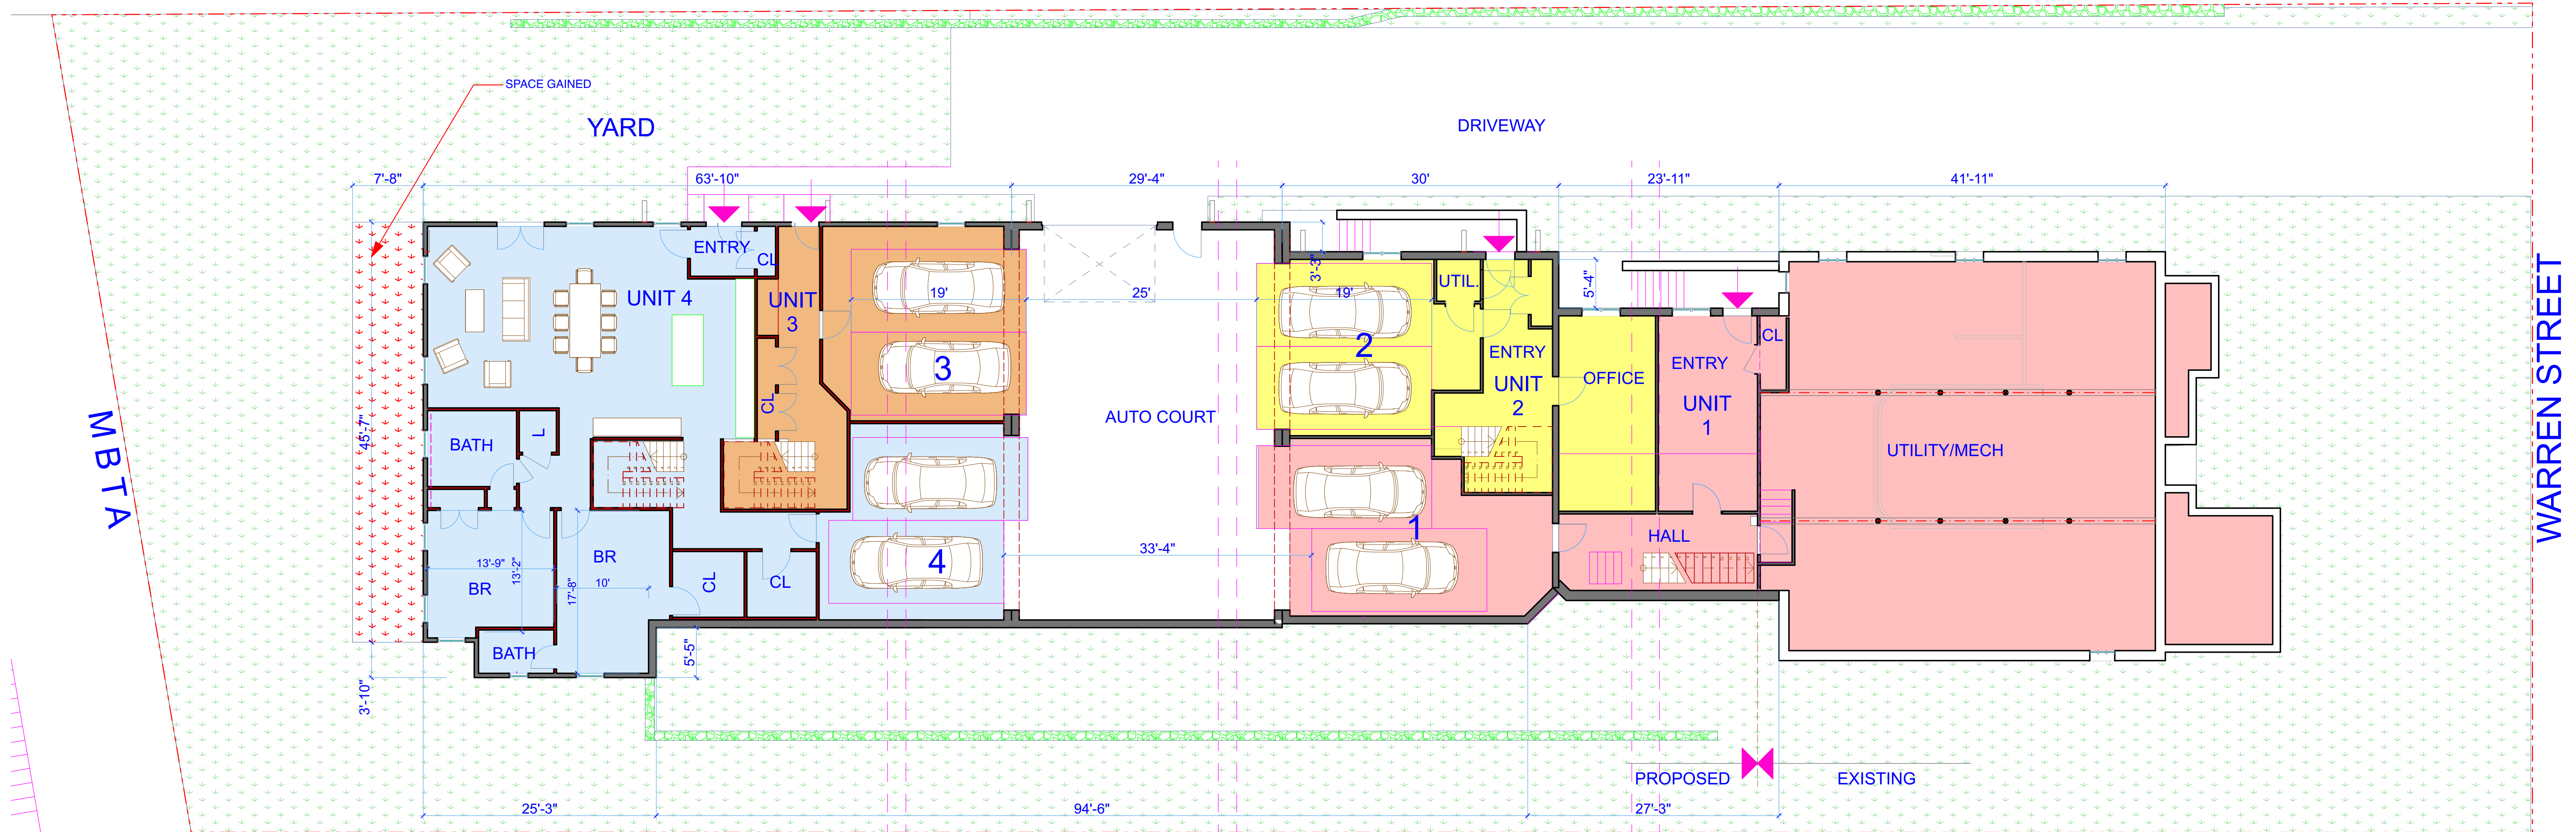 SPACE GAINED
YARD
DRIVEWAY
7'-8"
63'-10"
29'-4"
30'
23'-11"
41'-11"
ENTRY
CL
UNIT 4
UNIT
3
19'
25'
19'
3'-3"
UTIL.
5'-4"
3
2
ENTRY
UNIT
2
OFFICE
ENTRY
CL
UNIT
1
CL
AUTO COURT
UTILITY/MECH
WARREN STREET
MBTA
45'-7"
BATH
L
BR
13'-9"
13'-2"
BR
17'-8"
10'
CL
CL
4
33'-4"
1
HALL
BATH
5'-5"
3'-10"
PROPOSED
EXISTING
25'-3"
94'-6"
27'-3"